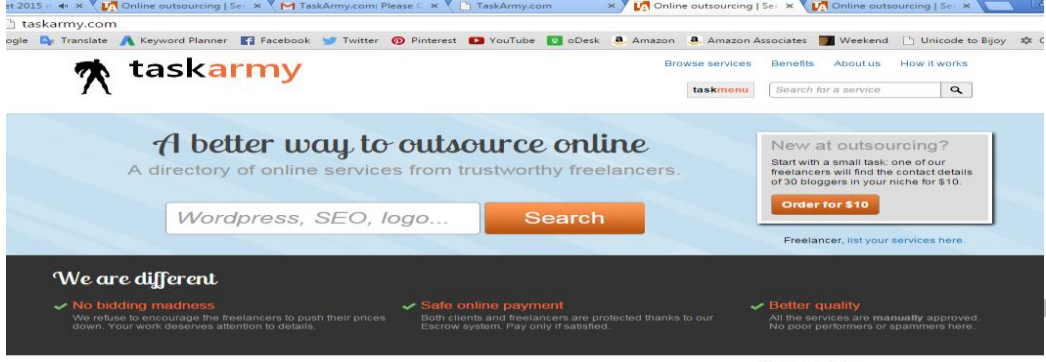 et 2015 n
Online outsourcing | Ser
TaskArmy.com: Please C
TaskArmy.com
Online outsourcing | Ser
Online outsourcing | Ser
taskarmy.com
ogle Translate Keyword Planner Facebook Twitter Pinterest YouTube oDesk Amazon Amazon Associates Weekend Unicode to Bijoy
taskarmy
Browse services Benefits About us How it works
taskmenu Search for a service
A better way to outsource online
A directory of online services from trustworthy freelancers.
Wordpress, SEO, logo... Search
New at outsourcing?
Start with a small task: one of our
freelancers will find the contact details
of 30 bloggers in your niche for $10.
Order for $10
Freelancer, list your services here.
We are different
No bidding madness
We refuse to encourage the freelancers to push their prices
down. Your work deserves attention to details.
Safe online payment
Both clients and freelancers are protected thanks to our
Escrow system. Pay only if satisfied.
Better quality
All the services are manually approved.
No poor performers or spammers here.